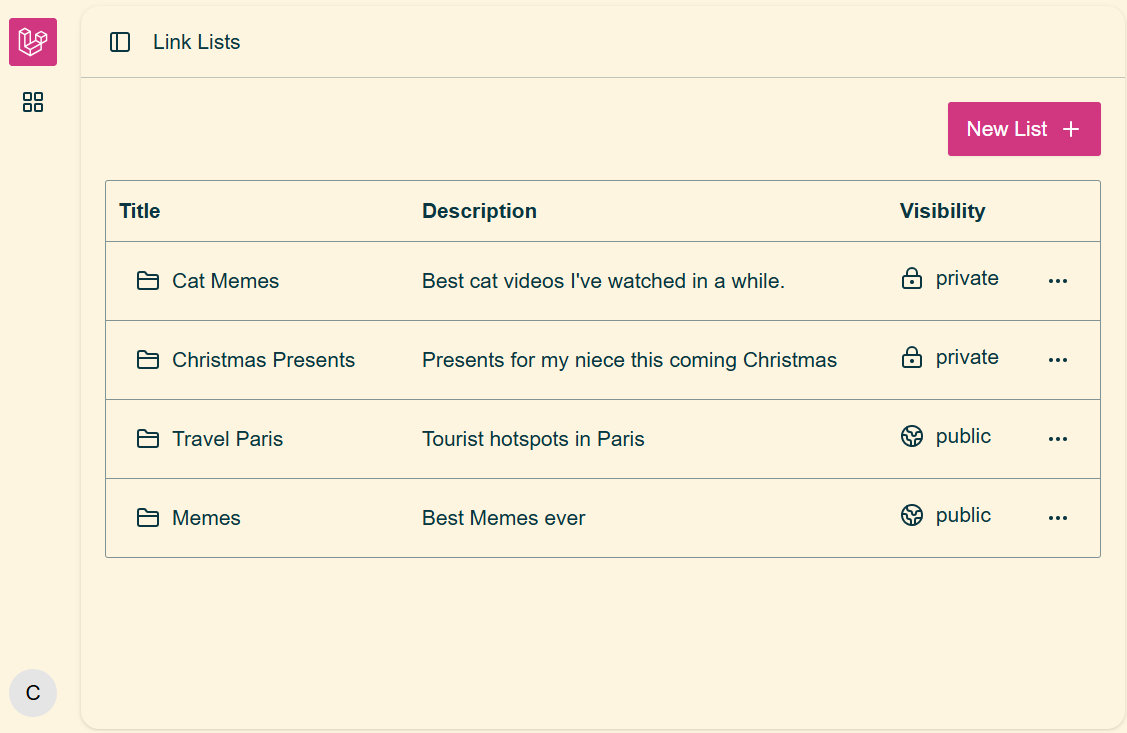 Link Lists
New List
Title Description Visibility
Cat Memes Best cat videos I've watched in a while. private
Christmas Presents Presents for my niece this coming Christmas private
Travel Paris Tourist hotspots in Paris public
Memes Best Memes ever public
C